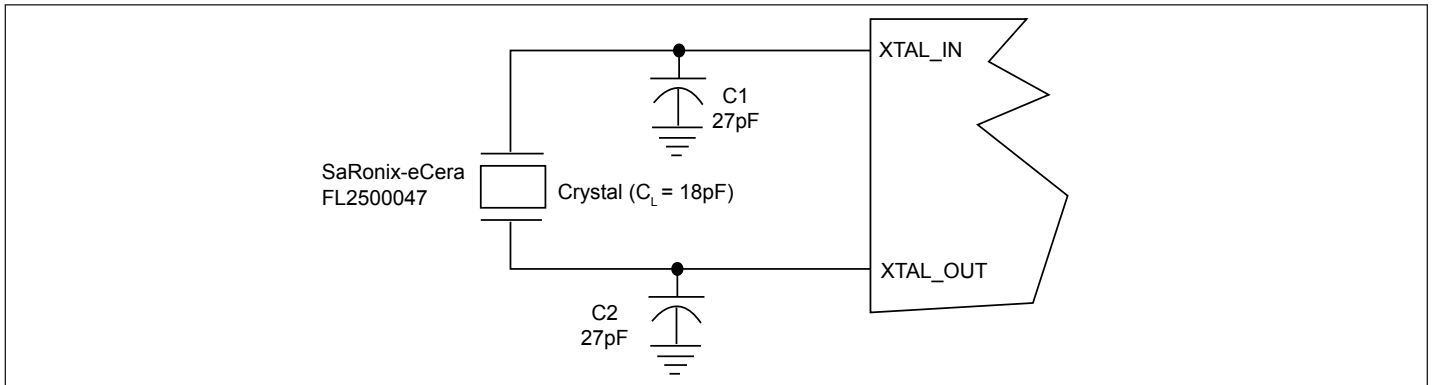 XTAL_IN
C1
27pF
SaRonix-eCera
FL2500047
Crystal (CL = 18pF)
XTAL_OUT
C2
27pF